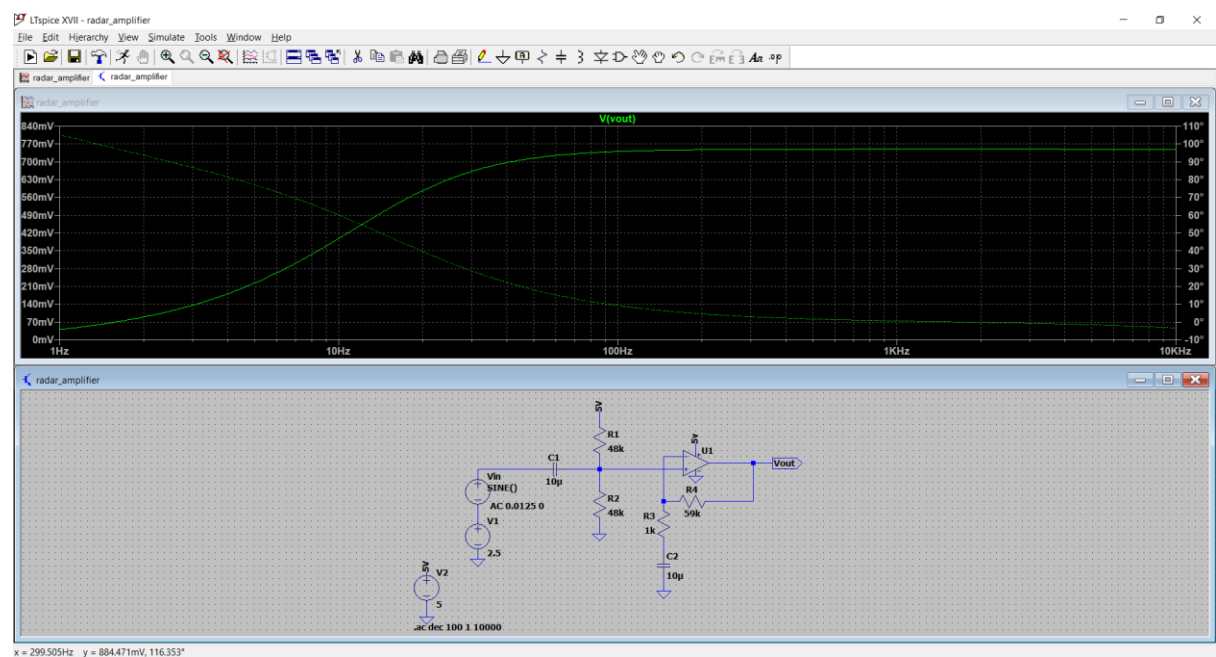 LTspice XVII - radar_amplifier
File Edit Hierarchy View Simulate Tools Window Help
radar_amplifier radar_amplifier
radar_amplifier
V(vout)
840mV 110°
770mV 100°
700mV 90°
630mV 80°
560mV 70°
490mV 60°
420mV 50°
350mV 40°
280mV 30°
210mV 20°
140mV 10°
70mV 0°
0mV -10°
1Hz 10Hz 100Hz 1KHz 10KHz
radar_amplifier
5V
R1
48k
5v
U1
C1
10µ
Vout
Vin
SINE()
AC 0.0125 0
R2
48k
R4
59k
R3
1k
V1
2.5
C2
10µ
5V
V2
5
.ac dec 100 1 10000
x = 299.505Hz y = 884.471mV, 116.353°